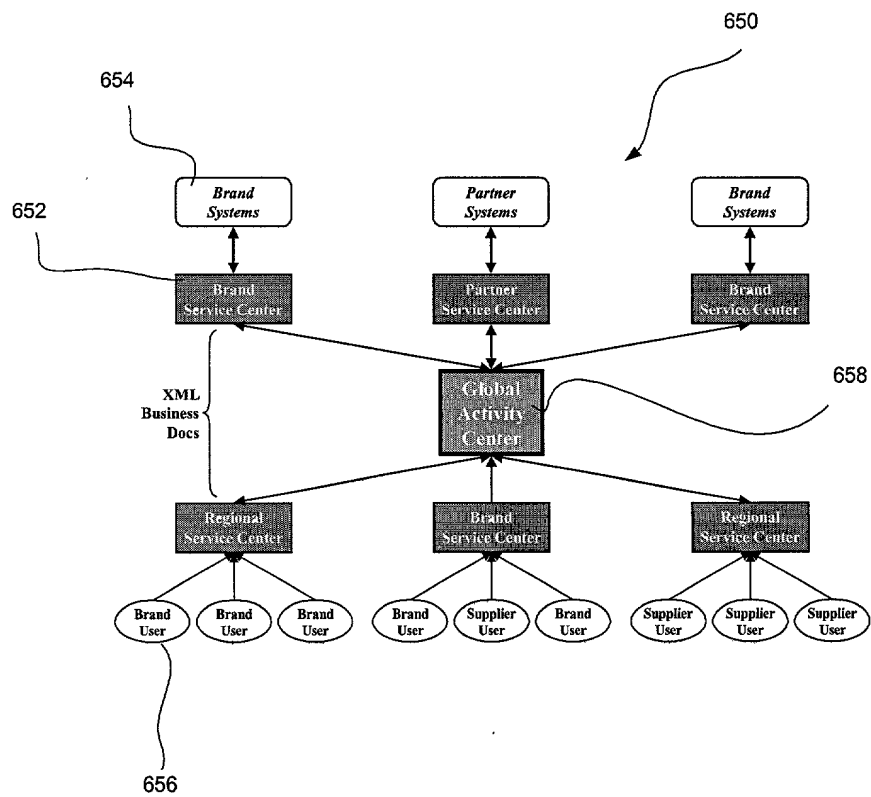 650
654
Brand
Systems
Partner
Systems
Brand
Systems
652
Brand
Service Center
Partner
Service Center
Brand
Service Center
XML
Business
Docs
Global
Activity
Center
658
Regional
Service Center
Brand
Service Center
Regional
Service Center
Brand
User
Brand
User
Brand
User
Brand
User
Supplier
User
Brand
User
Supplier
User
Supplier
User
Supplier
User
656